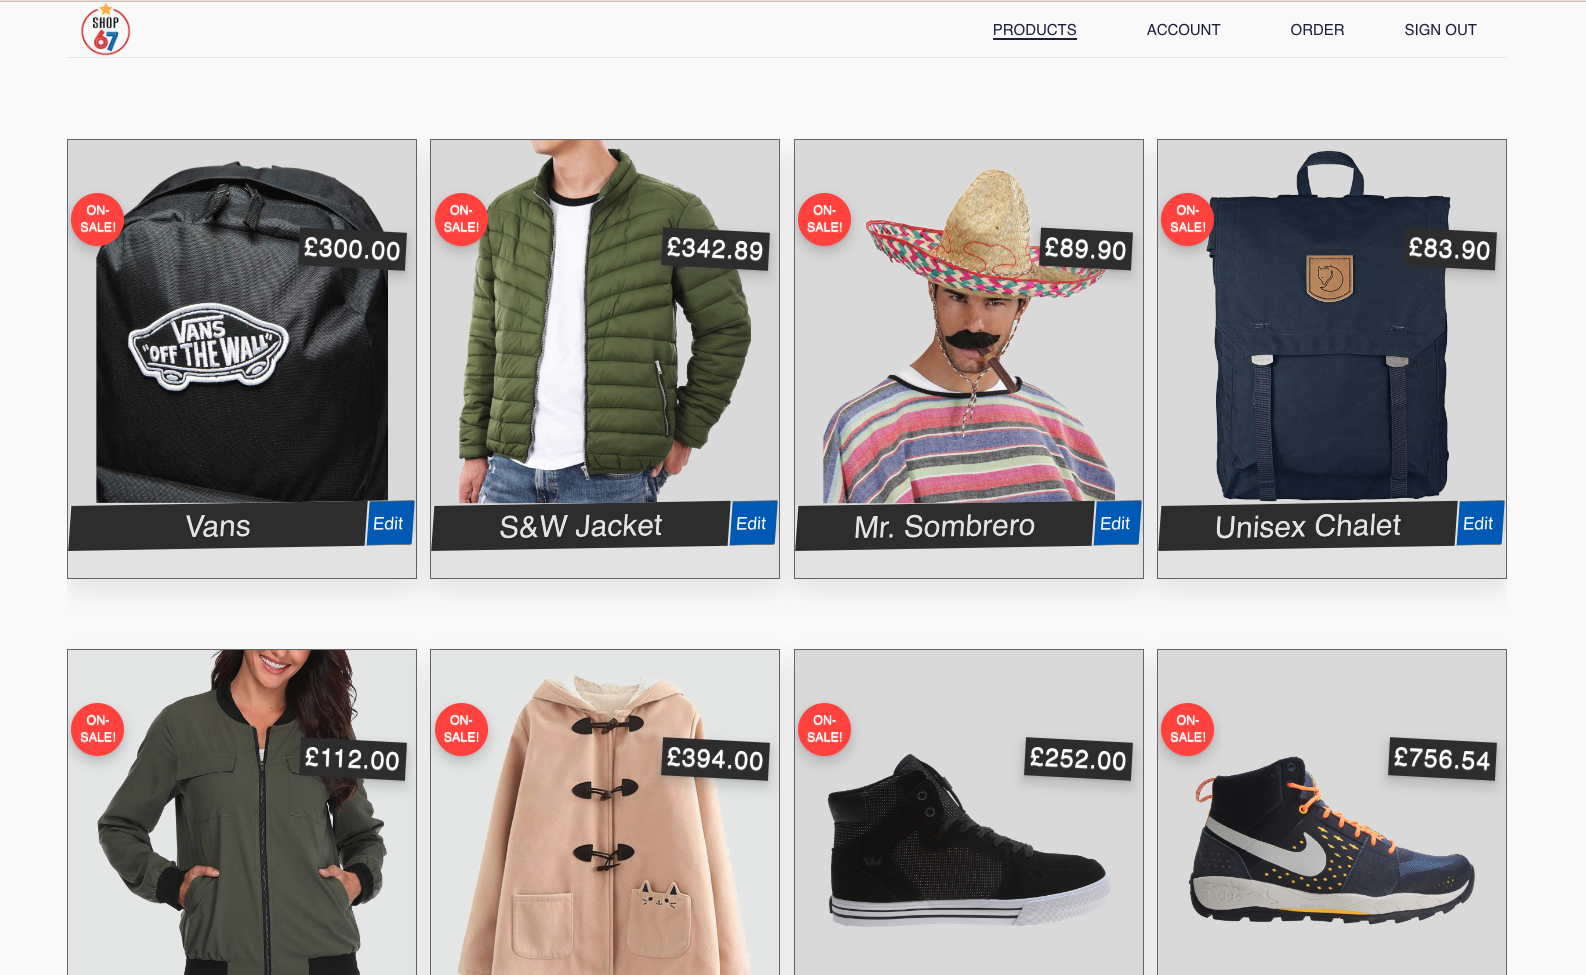 SHOP
67
PRODUCTS
ACCOUNT
ORDER
SIGN OUT
ON-
SALE!
£300.00
VANS
"OFF THE WALL"
Vans
Edit
ON-
SALE!
£342.89
S&W Jacket
Edit
ON-
SALE!
£89.90
Mr. Sombrero
Edit
ON-
SALE!
£83.90
Unisex Chalet
Edit
ON-
SALE!
£112.00
ON-
SALE!
£394.00
ON-
SALE!
£252.00
ON-
SALE!
£756.54